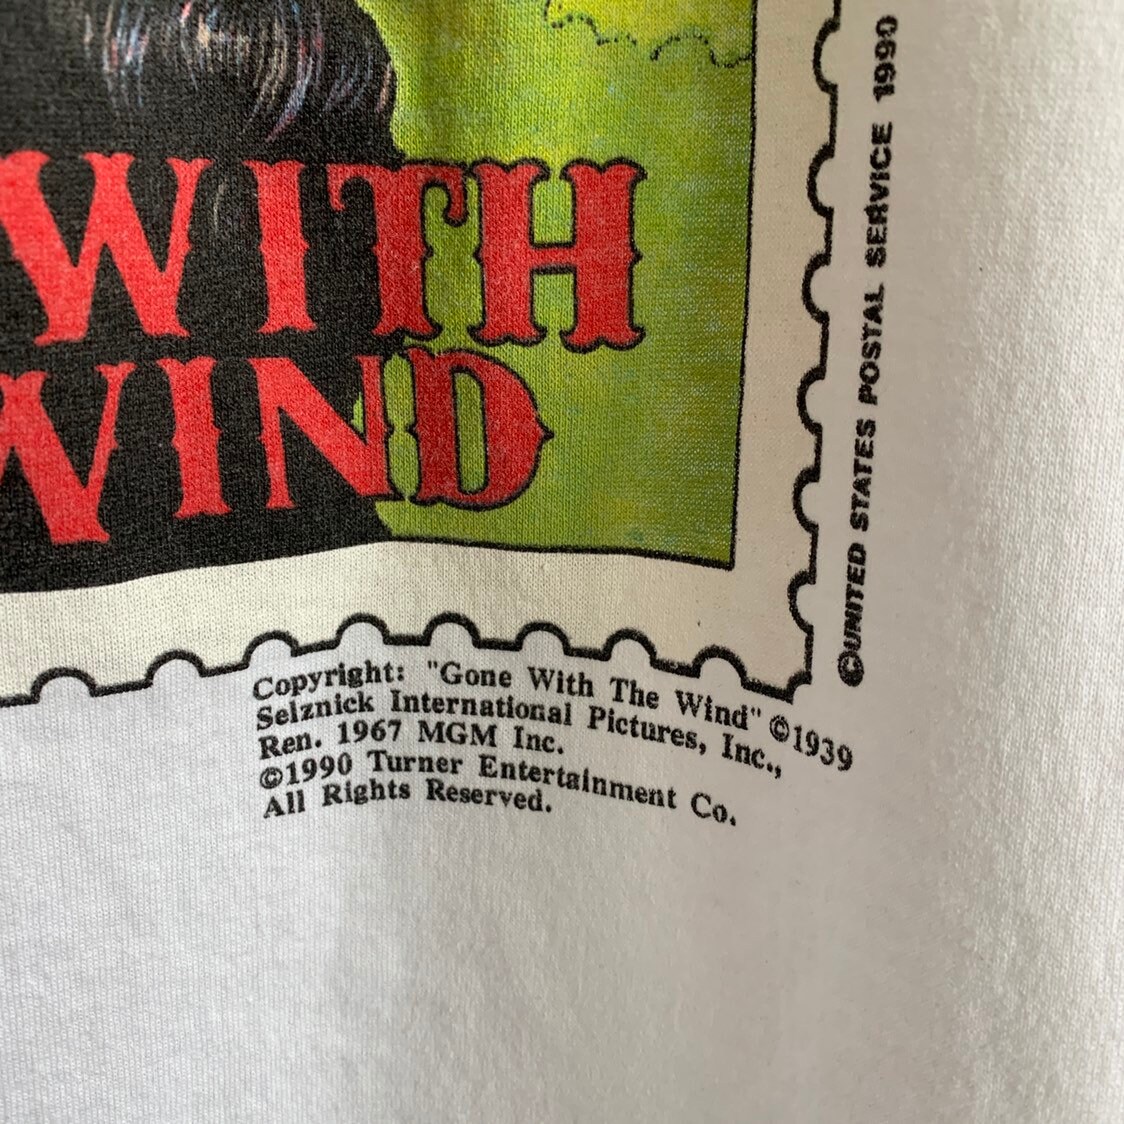 WITH
WIND
©UNITED STATES POSTAL SERVICE 1990
Copyright: "Gone With The Wind" ©1939
Selznick International Pictures, Inc.,
Ren. 1967 MGM Inc.
©1990 Turner Entertainment Co.
All Rights Reserved.